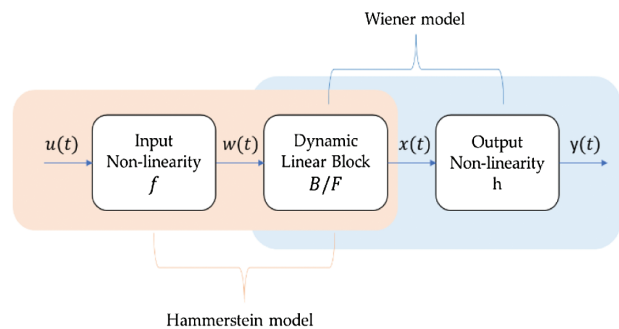 Wiener model
u(t)
Input
Non-linearity
f
w(t)
Dynamic
Linear Block
B/F
x(t)
Output
Non-linearity
h
y(t)
Hammerstein model